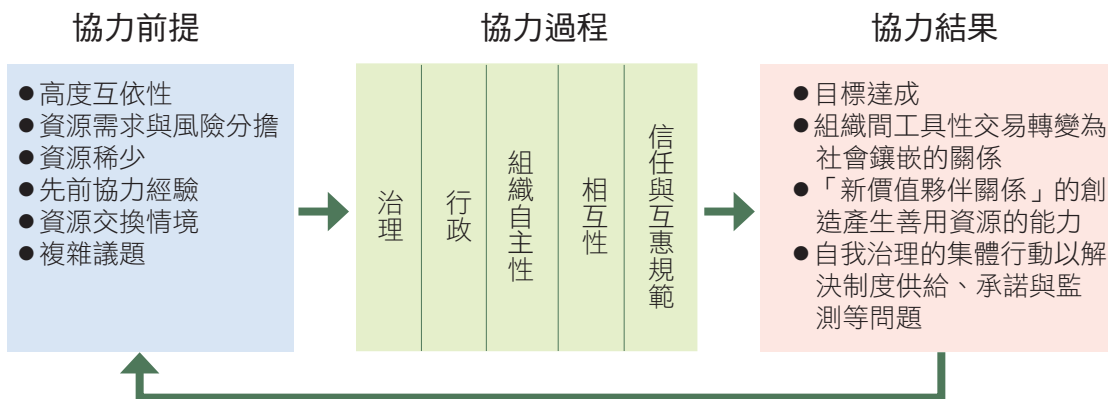 協力前提
協力過程
協力結果
●高度互依性
●資源需求與風險分擔
●資源稀少
●先前協力經驗
●資源交換情境
●複雜議題
治理
行政
組織自主性
相互性
信任與互惠規範
●目標達成
●組織間工具性交易轉變為
社會鑲嵌的關係
●「新價值夥伴關係」的創
造產生善用資源的能力
●自我治理的集體行動以解
決制度供給、承諾與監
測等問題